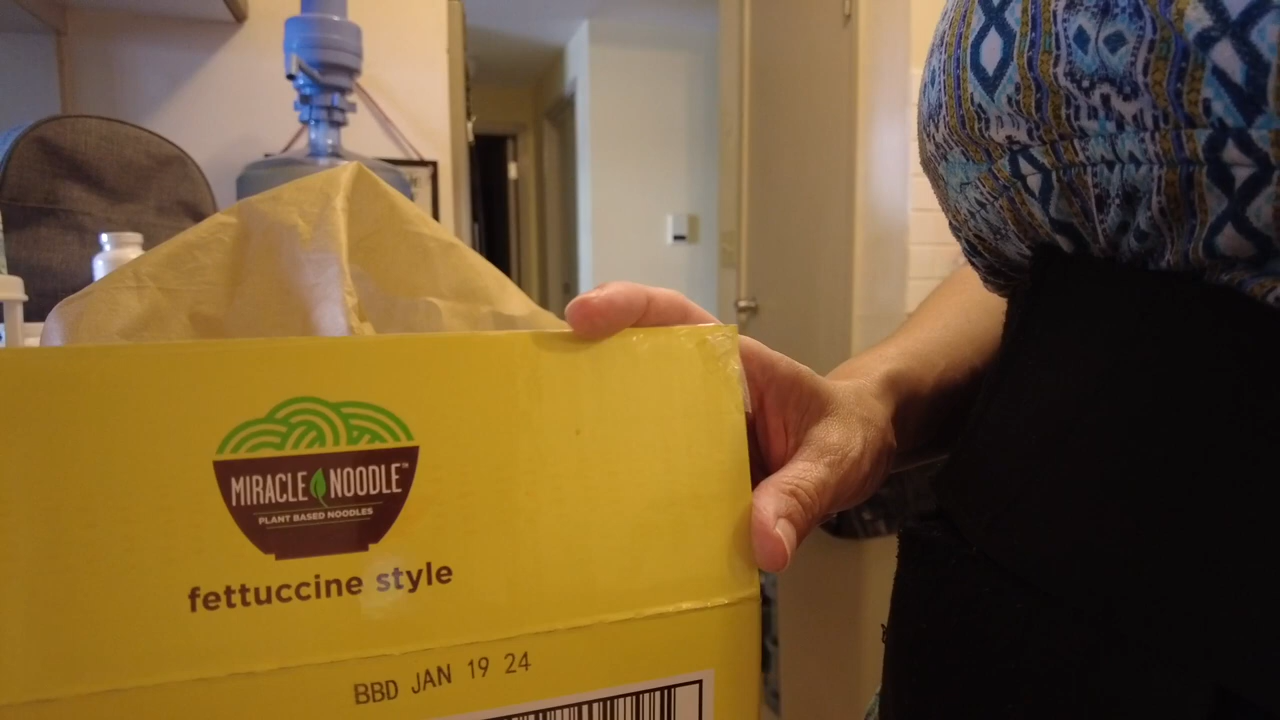 MIRACLE NOODLE™
PLANT BASED NOODLES
fettuccine style
BBD JAN 19 24